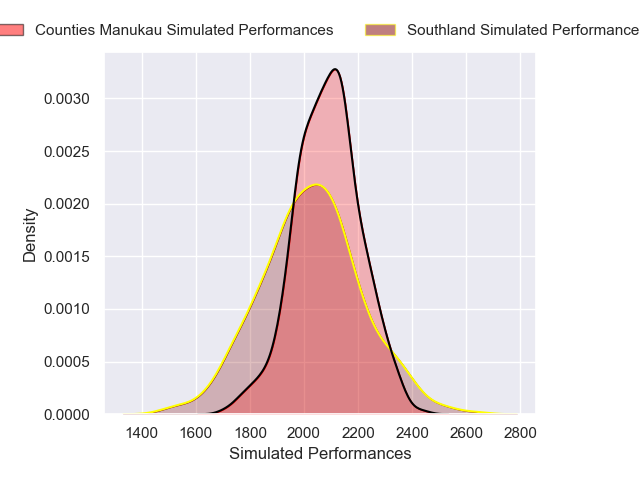 Counties Manukau Simulated Performances
Southland Simulated Performance
0.0030
0.0025
0.0020
0.0015
0.0010
0.0005
0.0000
Density
1400 1600 1800 2000 2200 2400 2600 2800
Simulated Performances